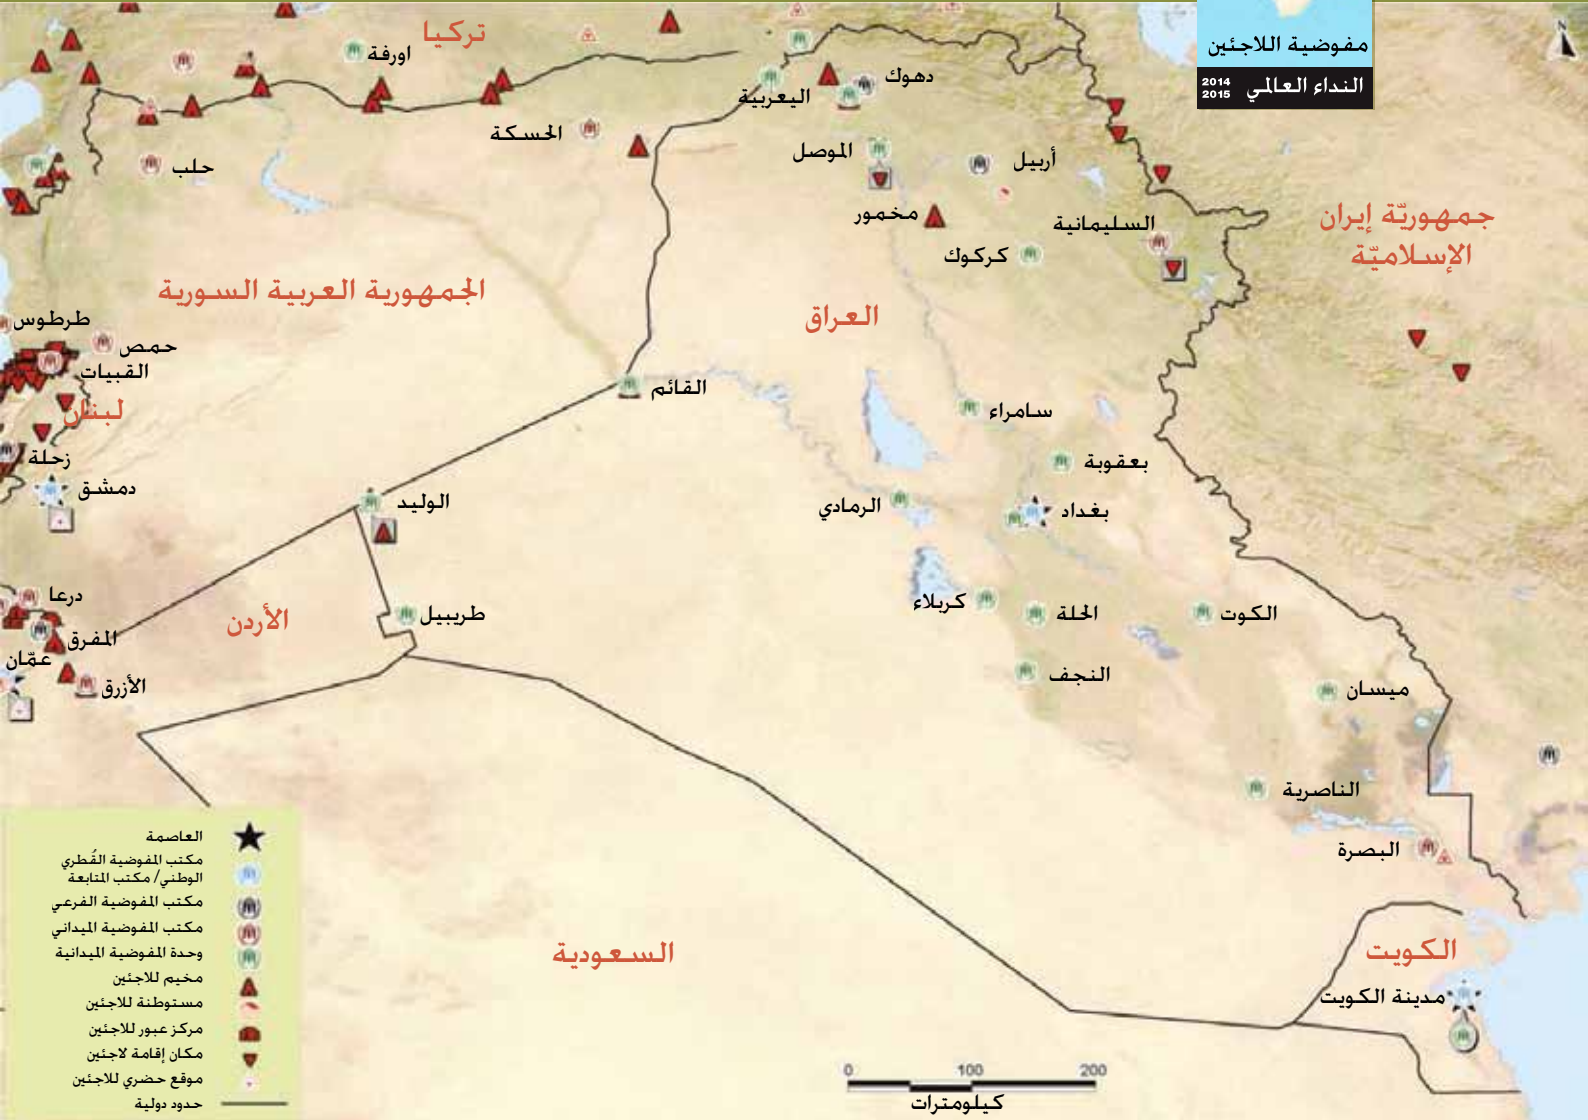 مفوضية اللاجئين
النداء العالمي 2014 2015
N
تركيا
اورفة
دهوك
اليعربية
الحسكة
الموصل
أربيل
حلب
مخمور
السليمانية
كركوك
جمهوريّة إيران
الإسلاميّة
الجمهورية العربية السورية
العراق
طرطوس
حمص
القبيات
القائم
لبنان
سامراء
زحلة
بعقوبة
دمشق
الوليد
الرمادي
بغداد
درعا
كربلاء
الحلة
الكوت
الأردن
طريبيل
المفرق
عمّان
النجف
الأزرق
ميسان
الناصرية
البصرة
السعودية
الكويت
مدينة الكويت
العاصمة
مكتب المفوضية القُطري
الوطني/ مكتب المتابعة
مكتب المفوضية الفرعي
مكتب المفوضية الميداني
وحدة المفوضية الميدانية
مخيم للاجئين
مستوطنة للاجئين
مركز عبور للاجئين
مكان إقامة لاجئين
موقع حضري للاجئين
حدود دولية
0 100 200
كيلومترات